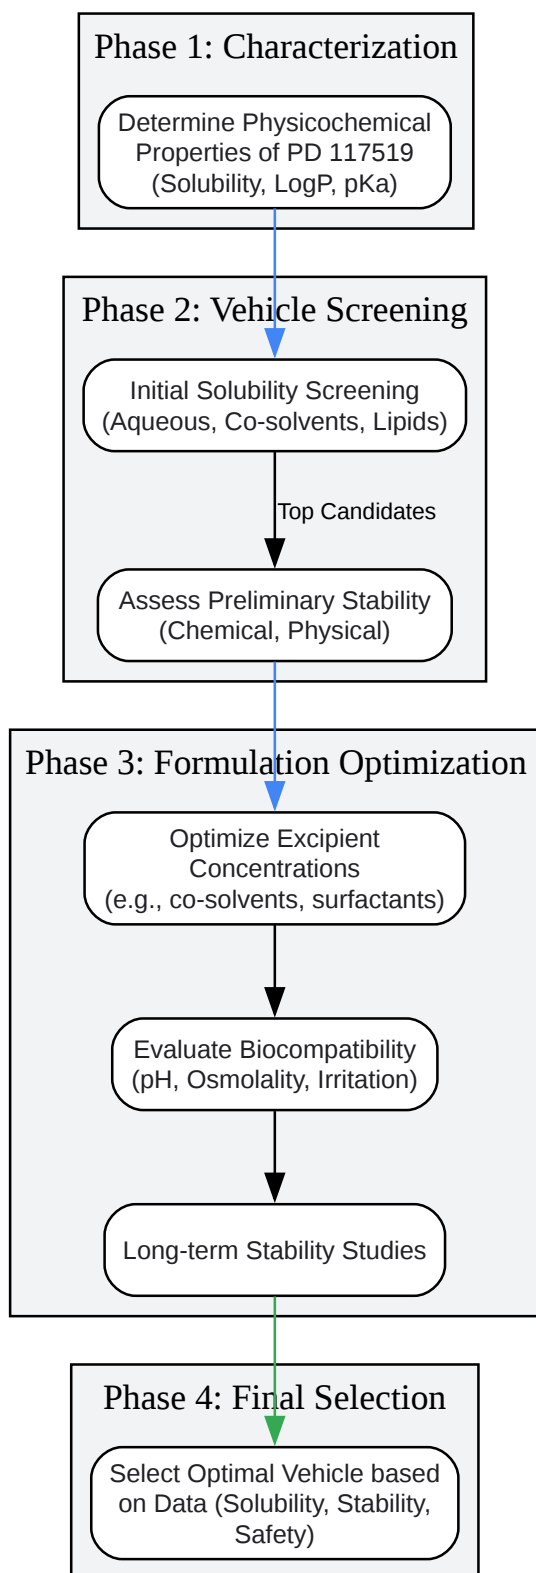 Phase 1: Characterization
Determine Physicochemical
Properties of PD 117519
(Solubility, LogP, pKa)
Phase 2: Vehicle Screening
Initial Solubility Screening
(Aqueous, Co-solvents, Lipids)
Top Candidates
Assess Preliminary Stability
(Chemical, Physical)
Phase 3: Formulation Optimization
Optimize Excipient
Concentrations
(e.g., co-solvents, surfactants)
Evaluate Biocompatibility
(pH, Osmolality, Irritation)
Long-term Stability Studies
Phase 4: Final Selection
Select Optimal Vehicle based
on Data (Solubility, Stability,
Safety)